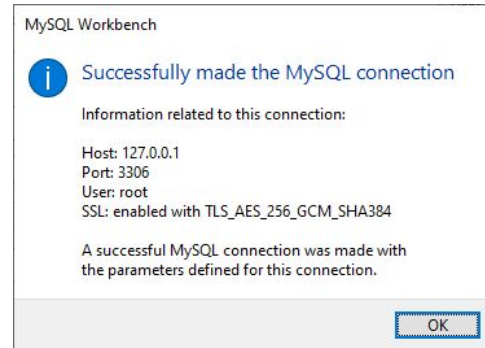 MySQL Workbench
Successfully made the MySQL connection
Information related to this connection:
Host: 127.0.0.1
Port: 3306
User: root
SSL: enabled with TLS_AES_256_GCM_SHA384
A successful MySQL connection was made with
the parameters defined for this connection.
OK